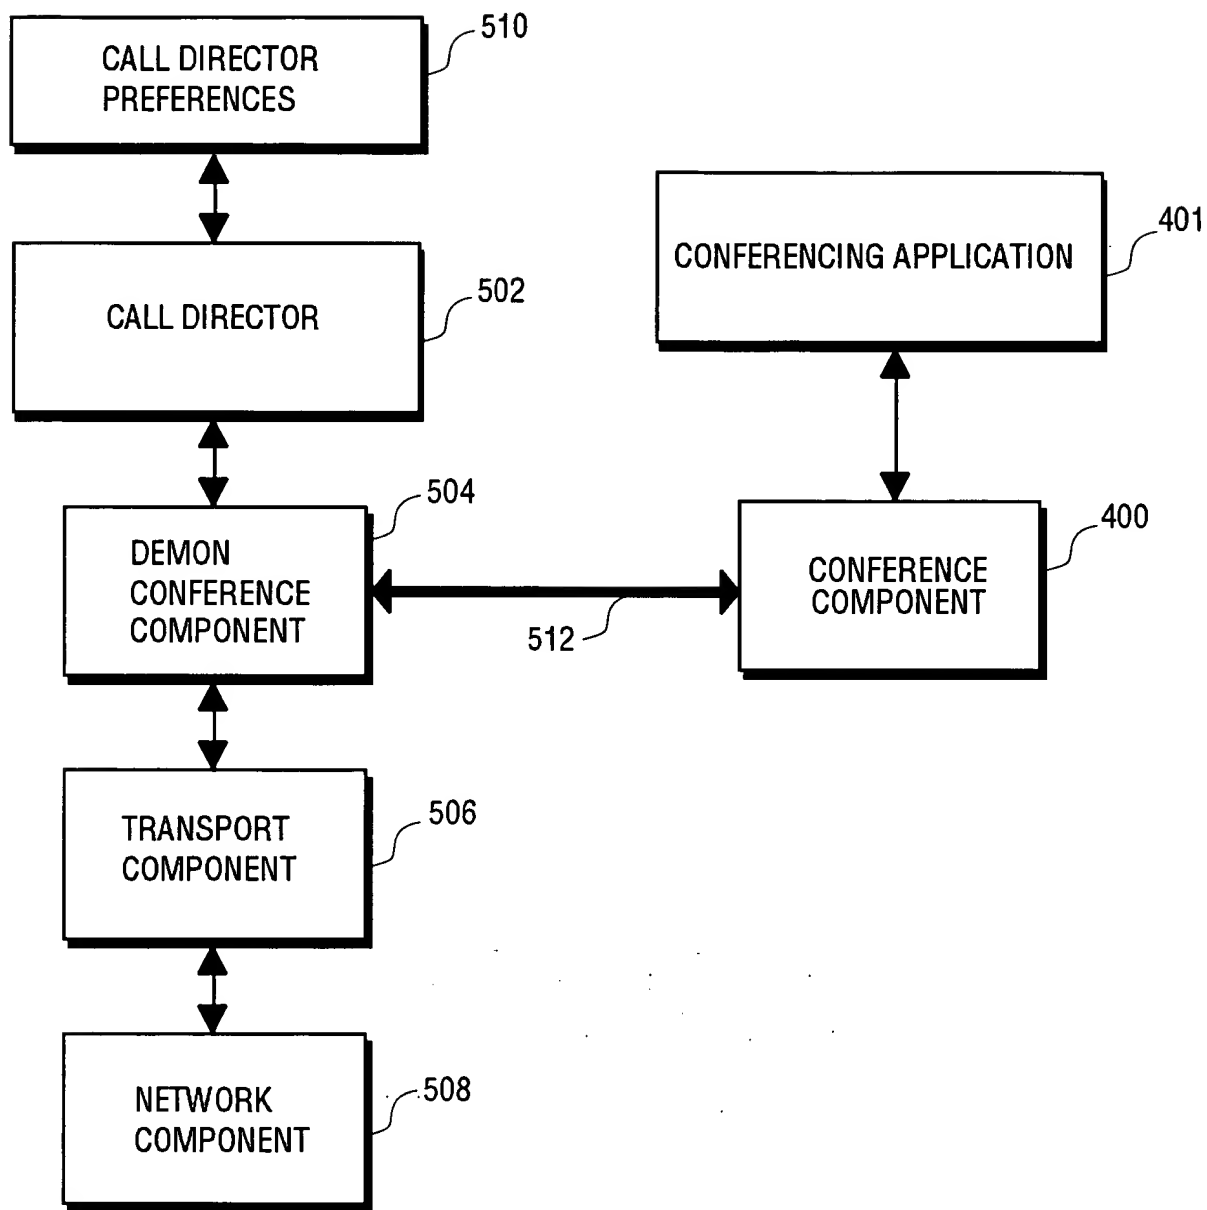 510
CALL DIRECTOR
PREFERENCES
401
CONFERENCING APPLICATION
502
CALL DIRECTOR
504
DEMON
CONFERENCE
COMPONENT
400
CONFERENCE
COMPONENT
512
506
TRANSPORT
COMPONENT
508
NETWORK
COMPONENT